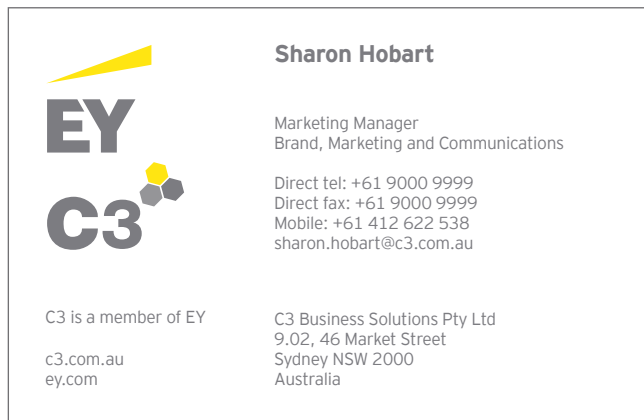 Sharon Hobart
EY
C3
Marketing Manager
Brand, Marketing and Communications
Direct tel: +61 9000 9999
Direct fax: +61 9000 9999
Mobile: +61 412 622 538
sharon.hobart@c3.com.au
C3 is a member of EY
c3.com.au
ey.com
C3 Business Solutions Pty Ltd
9.02, 46 Market Street
Sydney NSW 2000
Australia